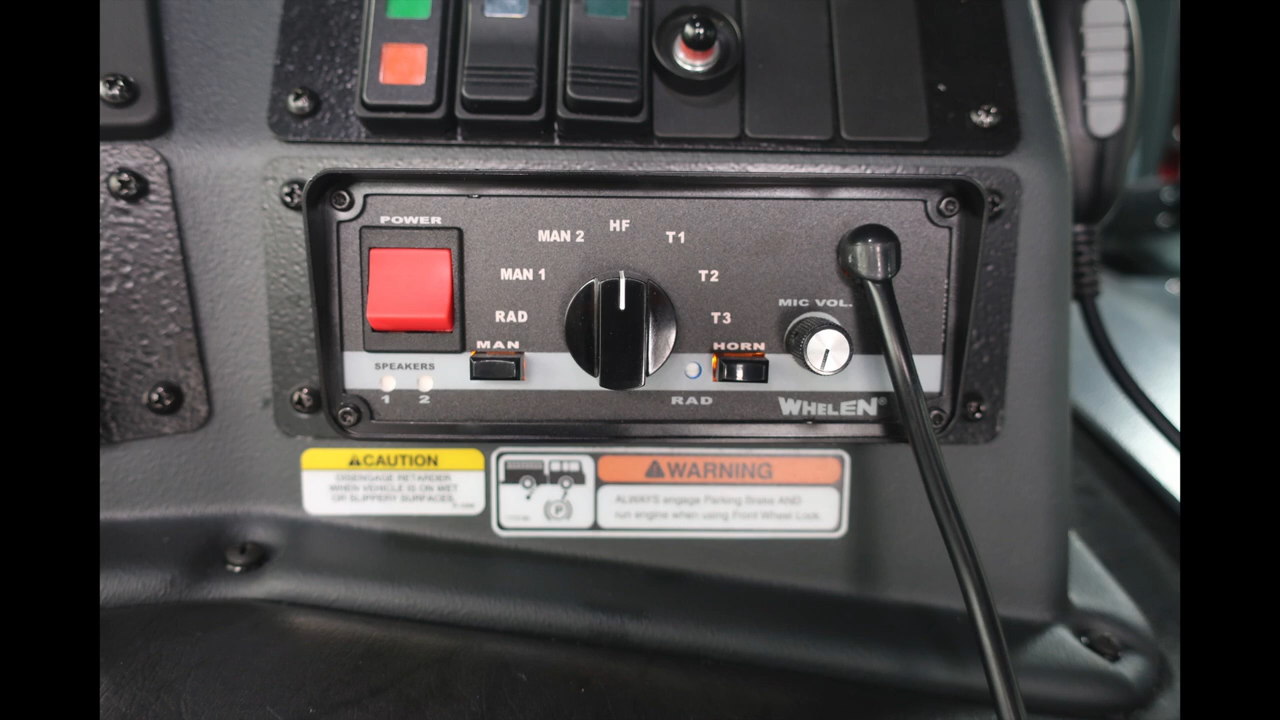 POWER
HF
MAN 2
T1
MAN 1
T2
RAD
T3
MIC VOL.
MAN
HORN
SPEAKERS
1 2
RAD
WHELEN®
CAUTION
DISENGAGE RETARDER
WHEN VEHICLE IS ON WET
OR SLIPPERY SURFACES.
WARNING
ALWAYS engage Parking Brake AND
run engine when using Front Wheel Lock.
P